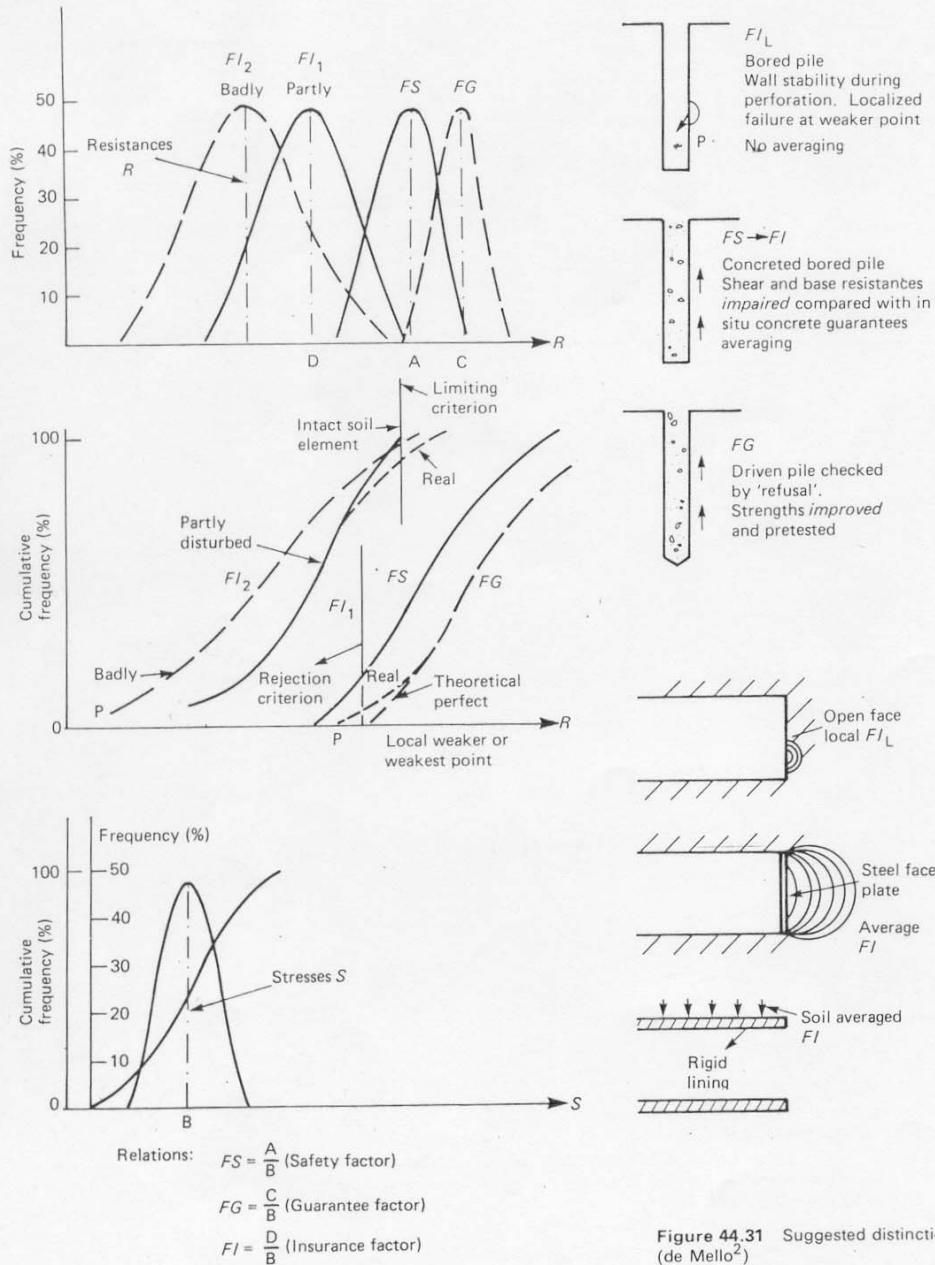 FI₂
Badly
FI₁
Partly
FS
FG
50
40
30
20
10
Frequency (%)
Resistances
R
D
A
C
R
FI_L
Bored pile
Wall stability during
perforation. Localized
failure at weaker point
P
No averaging
FS → FI
Concreted bored pile
Shear and base resistances
impaired compared with in
situ concrete guarantees
averaging
100
0
Cumulative
frequency (%)
Limiting
criterion
Intact soil
element
Real
Partly
disturbed
FI₂
FS
FG
FI₁
Badly
P
Rejection
criterion
Real
Theoretical
perfect
R
P
Local weaker or
weakest point
FG
Driven pile checked
by 'refusal'.
Strengths improved
and pretested
Open face
local FI_L
Steel face
plate
Average
FI
Soil averaged
FI
Rigid
lining
Frequency (%)
100
0
50
40
30
20
10
Cumulative
frequency (%)
Stresses S
B
S
Relations:
FS = A/B (Safety factor)
FG = C/B (Guarantee factor)
FI = D/B (Insurance factor)
Figure 44.31 Suggested
(de Mello²)